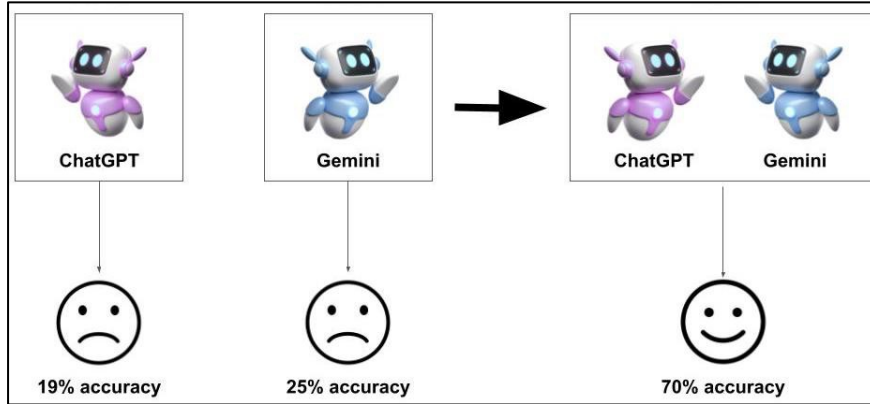 ChatGPT
Gemini
ChatGPT Gemini
19% accuracy
25% accuracy
70% accuracy